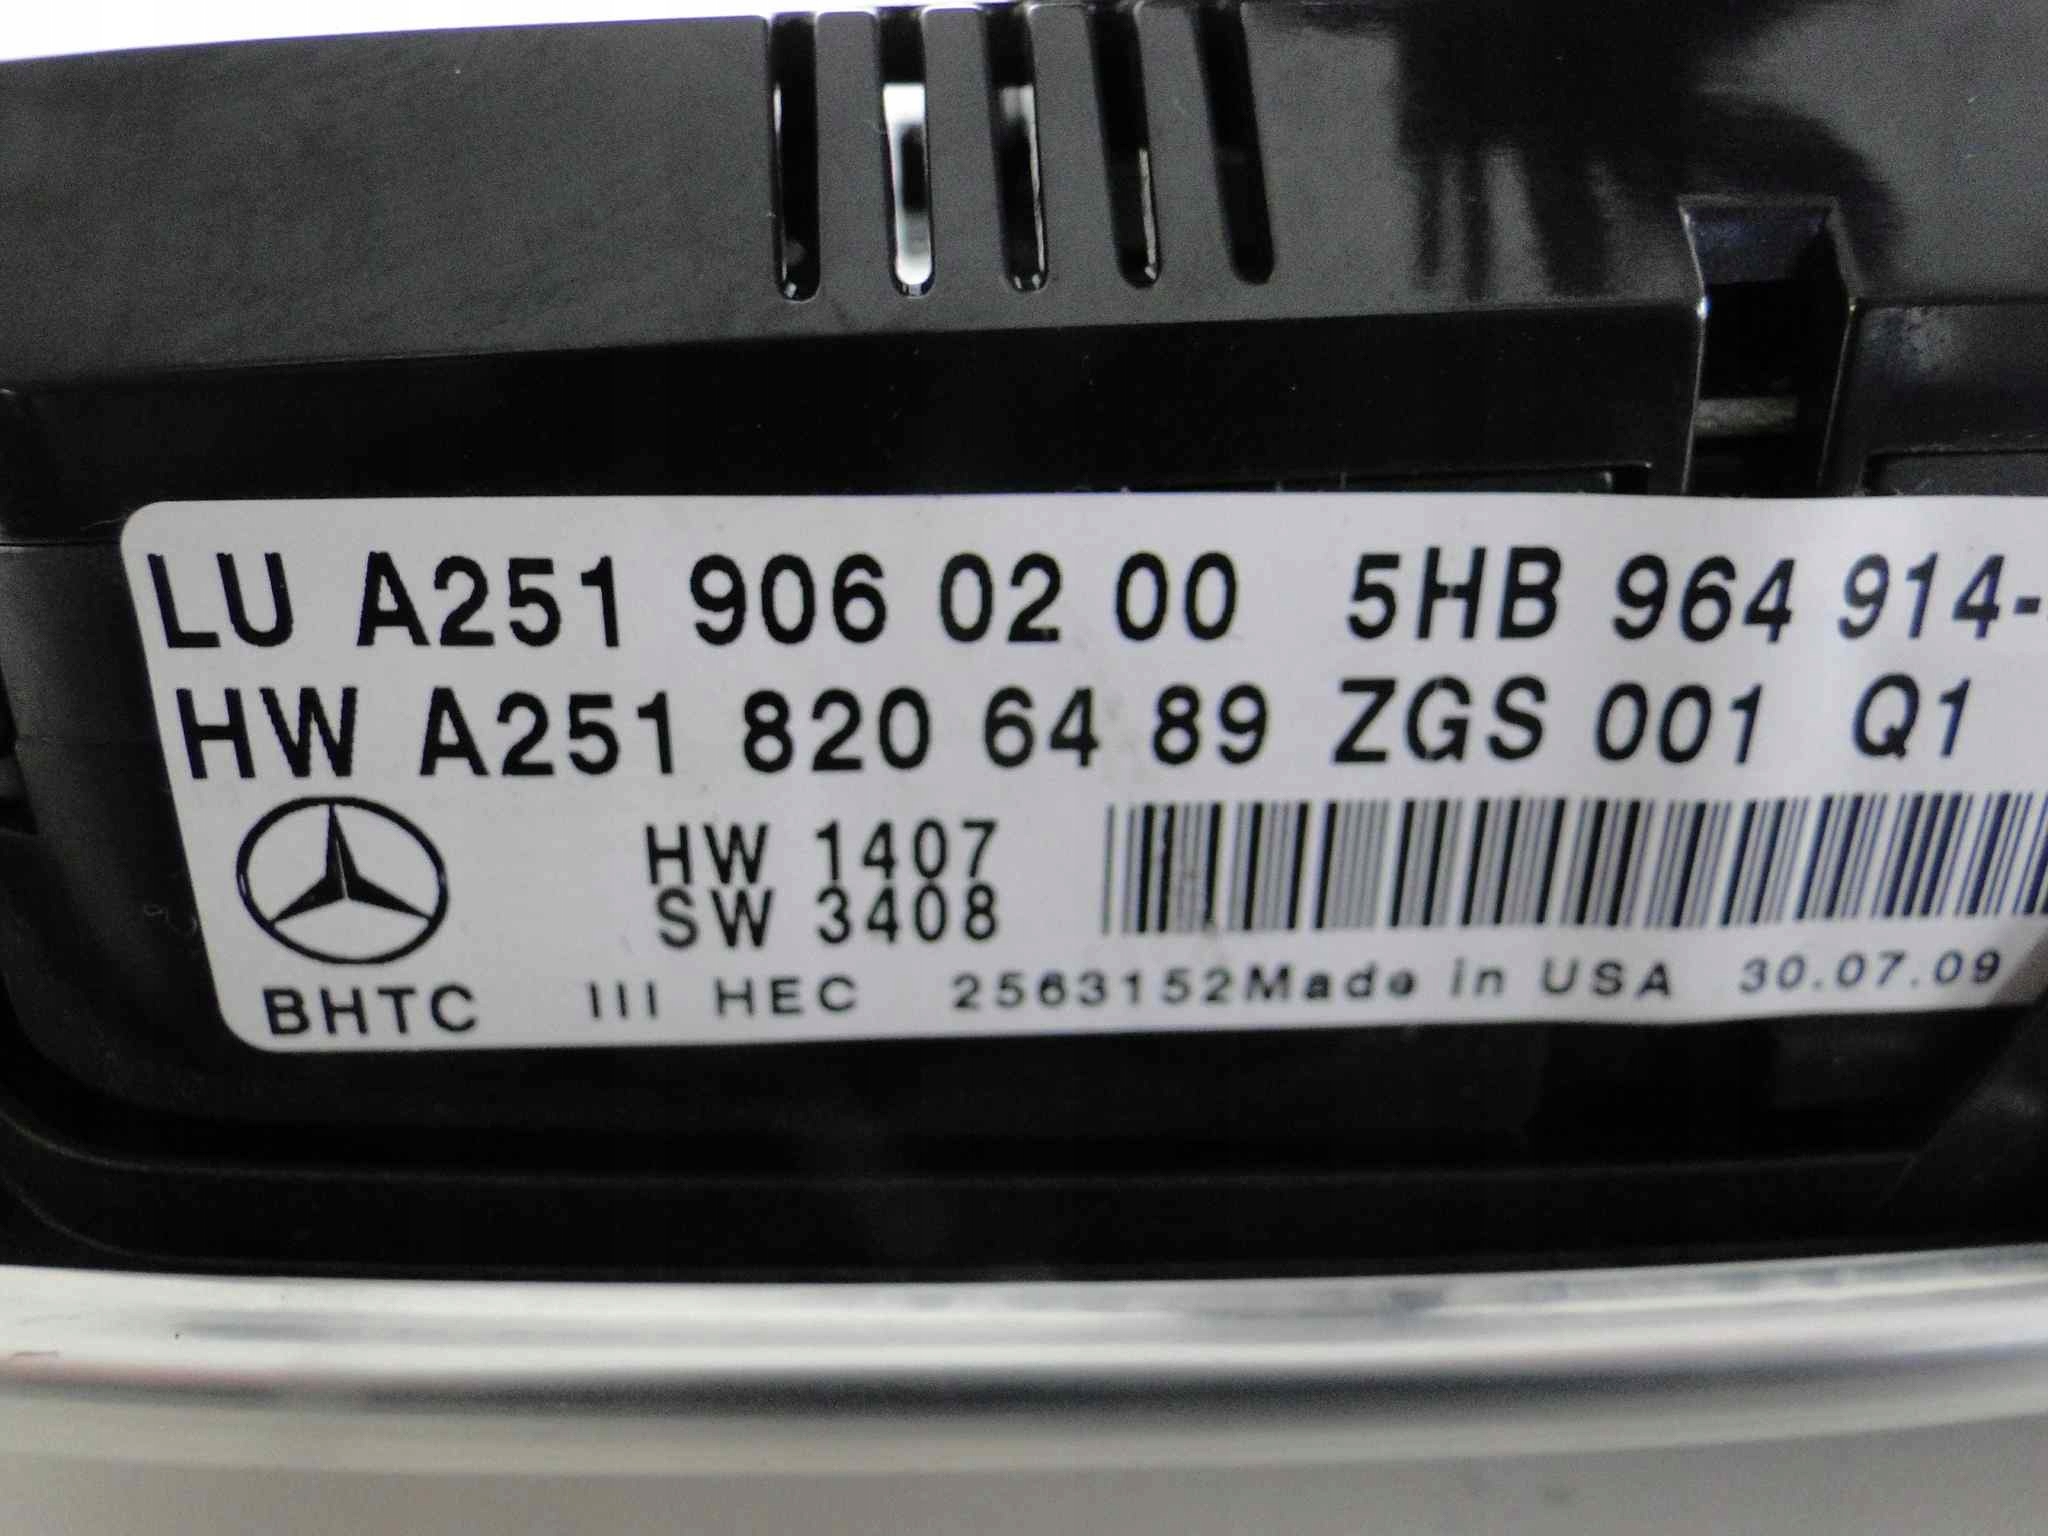 LU A251 906 02 00 5HB 964 914-
HW A251 820 64 89 ZGS 001 Q1
HW 1407
SW 3408
BHTC III HEC 2563152Made in USA 30.07.09